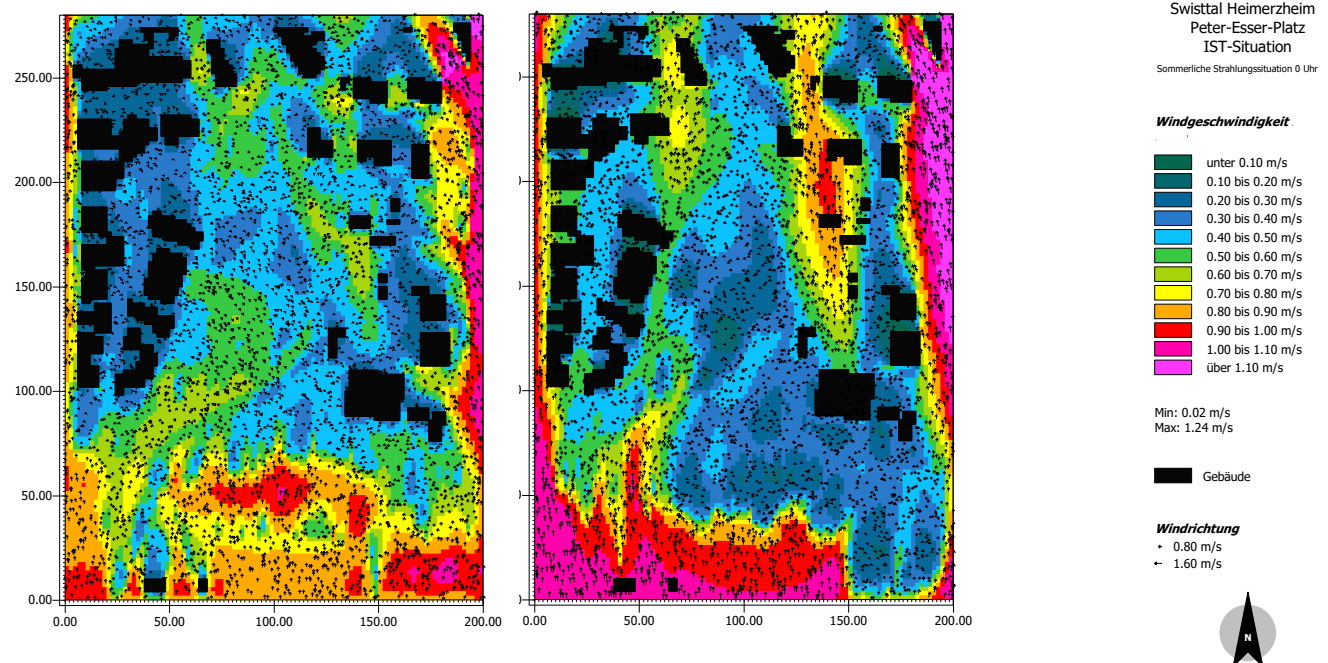 Swisttal Heimerzheim
Peter-Esser-Platz
IST-Situation
Sommerliche Strahlungssituation 0 Uhr
250.00
200.00
150.00
100.00
50.00
0.00
0.00 50.00 100.00 150.00 200.00
0.00 50.00 100.00 150.00 200.00
Windgeschwindigkeit
unter 0.10 m/s
0.10 bis 0.20 m/s
0.20 bis 0.30 m/s
0.30 bis 0.40 m/s
0.40 bis 0.50 m/s
0.50 bis 0.60 m/s
0.60 bis 0.70 m/s
0.70 bis 0.80 m/s
0.80 bis 0.90 m/s
0.90 bis 1.00 m/s
1.00 bis 1.10 m/s
über 1.10 m/s
Min: 0.02 m/s
Max: 1.24 m/s
Gebäude
Windrichtung
0.80 m/s
1.60 m/s
N